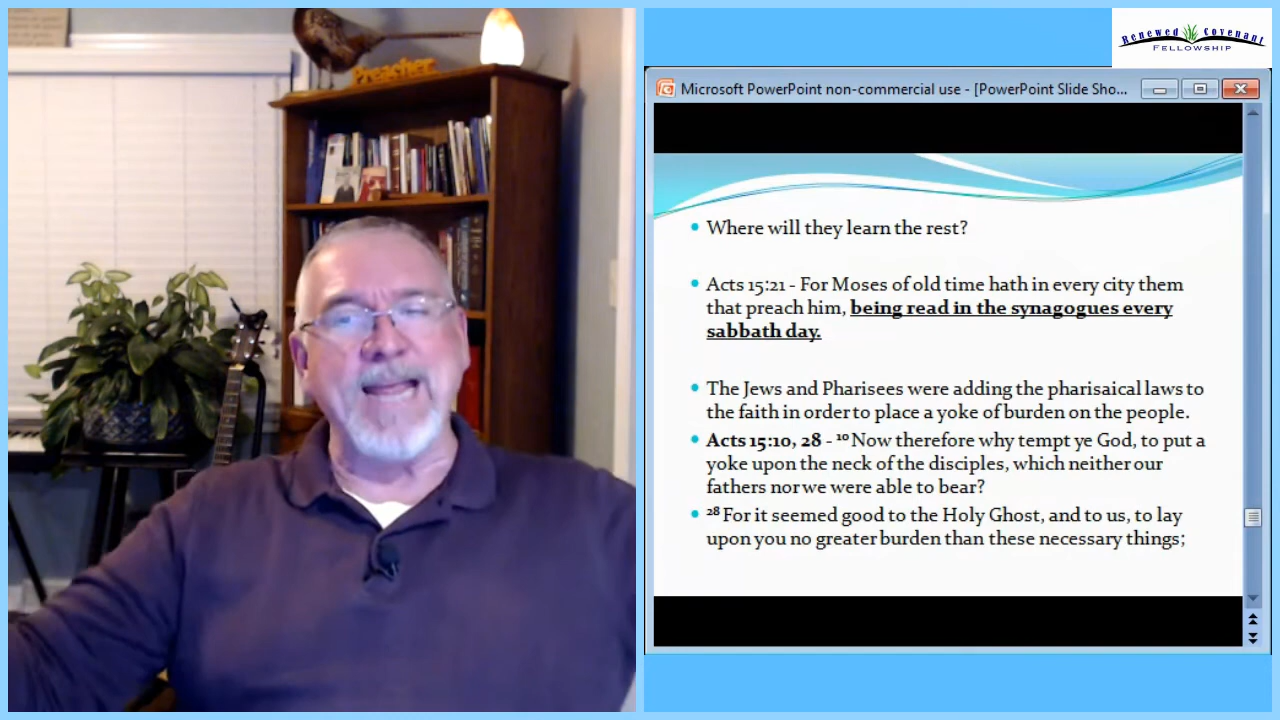 Preacher
Renewed Covenant
FELLOWSHIP
Microsoft PowerPoint non-commercial use - [PowerPoint Slide Sho...
• Where will they learn the rest?
• Acts 15:21 - For Moses of old time hath in every city them
that preach him, being read in the synagogues every
sabbath day.
• The Jews and Pharisees were adding the pharisaical laws to
the faith in order to place a yoke of burden on the people.
• Acts 15:10, 28 - 10 Now therefore why tempt ye God, to put a
yoke upon the neck of the disciples, which neither our
fathers nor we were able to bear?
• 28 For it seemed good to the Holy Ghost, and to us, to lay
upon you no greater burden than these necessary things;